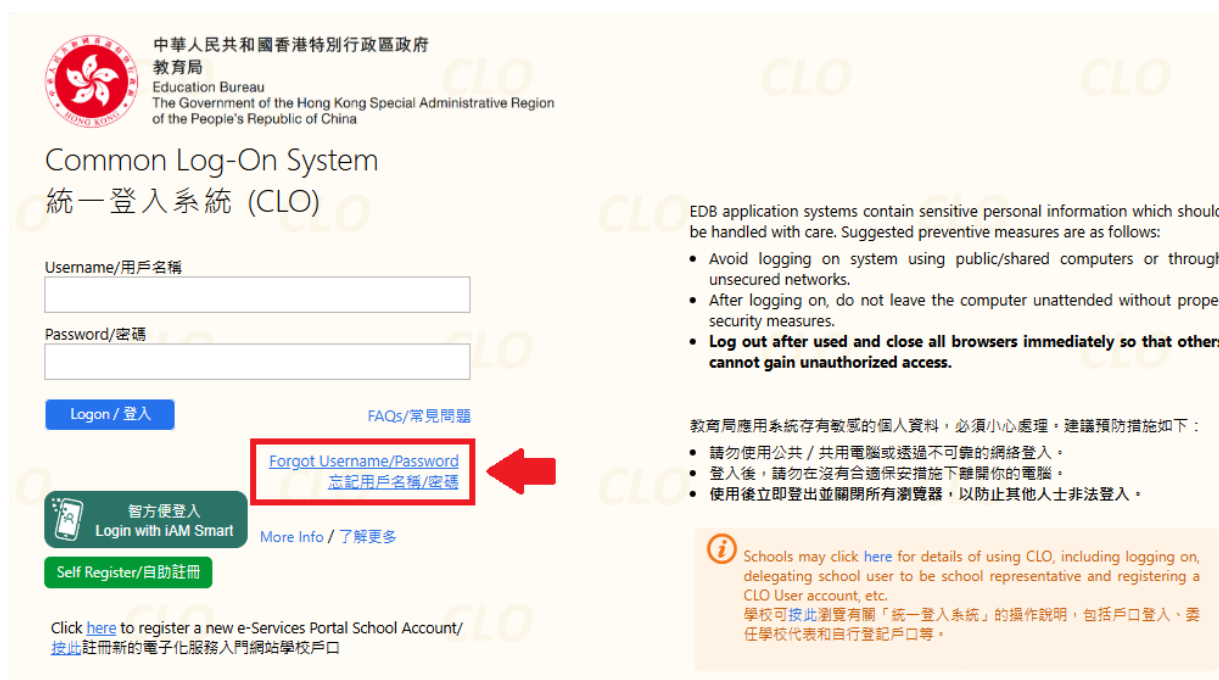 中華人民共和國香港特別行政區政府
教育局
Education Bureau
The Government of the Hong Kong Special Administrative Region
of the People's Republic of China
Common Log-On System
統一登入系統 (CLO)
Username/用戶名稱
Password/密碼
Logon / 登入
FAQs/常見問題
Forgot Username/Password
忘記用戶名稱/密碼
智方便登入
Login with iAM Smart
More Info / 了解更多
Self Register/自助註冊
Click here to register a new e-Services Portal School Account/
按此註冊新的電子化服務入門網站學校戶口
EDB application systems contain sensitive personal information which should
be handled with care. Suggested preventive measures are as follows:
• Avoid logging on system using public/shared computers or through
unsecured networks.
• After logging on, do not leave the computer unattended without proper
security measures.
• Log out after used and close all browsers immediately so that others
cannot gain unauthorized access.
教育局應用系統存有敏感的個人資料，必須小心處理。建議預防措施如下：
• 請勿使用公共 / 共用電腦或透過不可靠的網絡登入。
• 登入後，請勿在沒有合適保安措施下離開你的電腦。
• 使用後立即登出並關閉所有瀏覽器，以防止其他人士非法登入。
Schools may click here for details of using CLO, including logging on,
delegating school user to be school representative and registering a
CLO User account, etc.
學校可按此瀏覽有關「統一登入系統」的操作說明，包括戶口登入、委
任學校代表和自行登記戶口等。